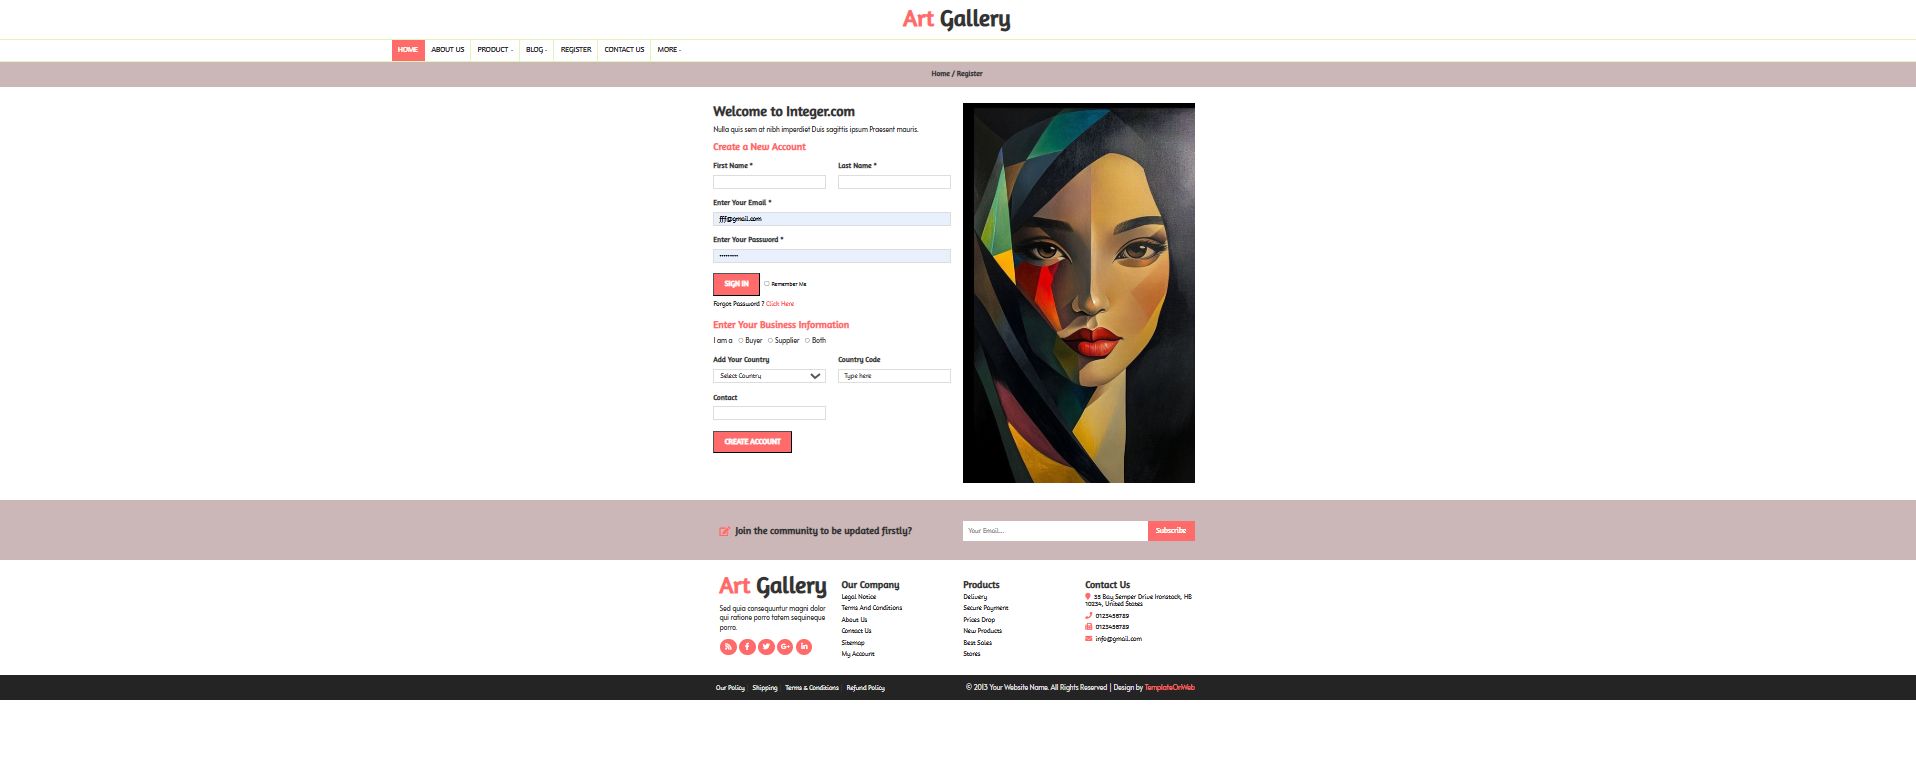 Art Gallery
HOME ABOUT US PRODUCT BLOG REGISTER CONTACT US MORE
Home / Register
Welcome to Integer.com
Nulla quis sem at nibh imperdiet Duis sagittis ipsum Praesent mauris.
Create a New Account
First Name * Last Name *
Enter Your Email *
fff@gmail.com
Enter Your Password *
•••••••••
SIGN IN Remember Me
Forgot Password ? Click Here
Enter Your Business Information
I am a Buyer Supplier Both
Add Your Country Country Code
Select Country Type here
Contact
CREATE ACCOUNT
Join the community to be updated firstly? Your Email... Subscribe
Art Gallery
Sed quia consequuntur magni dolor
qui ratione porro totem sequineque
porro.
Our Company
Legal Notice
Terms And Conditions
About Us
Contact Us
Sitemap
My Account
Products
Delivery
Secure Payment
Prices Drop
New Products
Best Sales
Stores
Contact Us
35 Bay Semper Drive Ironstock, HB
10234, United States
0123456789
0123456789
info@gmail.com
Our Policy Shipping Terms & Conditions Refund Policy
© 2013 Your Website Name. All Rights Reserved | Design by TemplateOnWeb